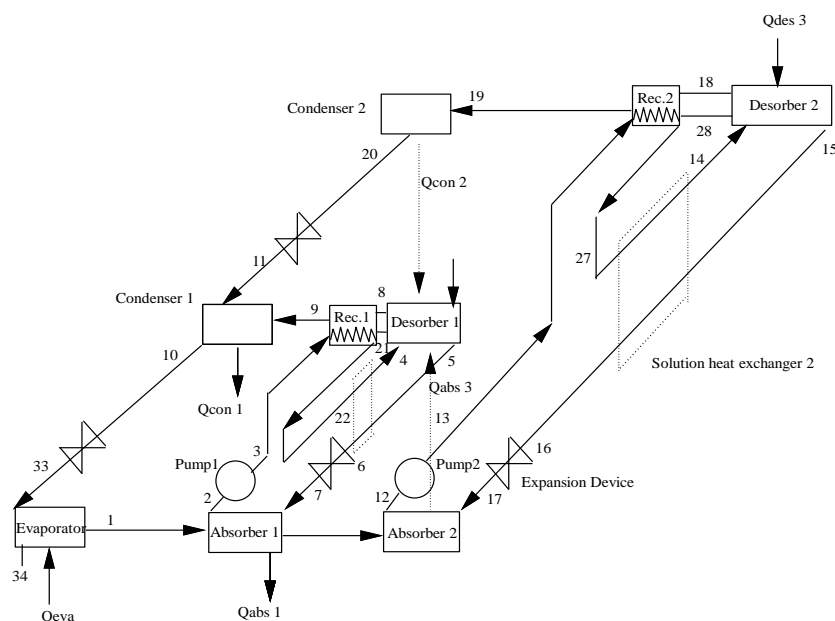 Qdes 3
18
Rec.2
Desorber 2
19
Condenser 2
28
15
20
14
Qcon 2
11
27
Condenser 1
8
9
Rec.1
Desorber 1
10
21
4
5
Solution heat exchanger 2
Qabs 3
Qcon 1
22
13
3
16
Pump1
Pump2
33
6
Expansion Device
7
2
12
17
1
Evaporator
Absorber 1
Absorber 2
34
Qabs 1
Qeva